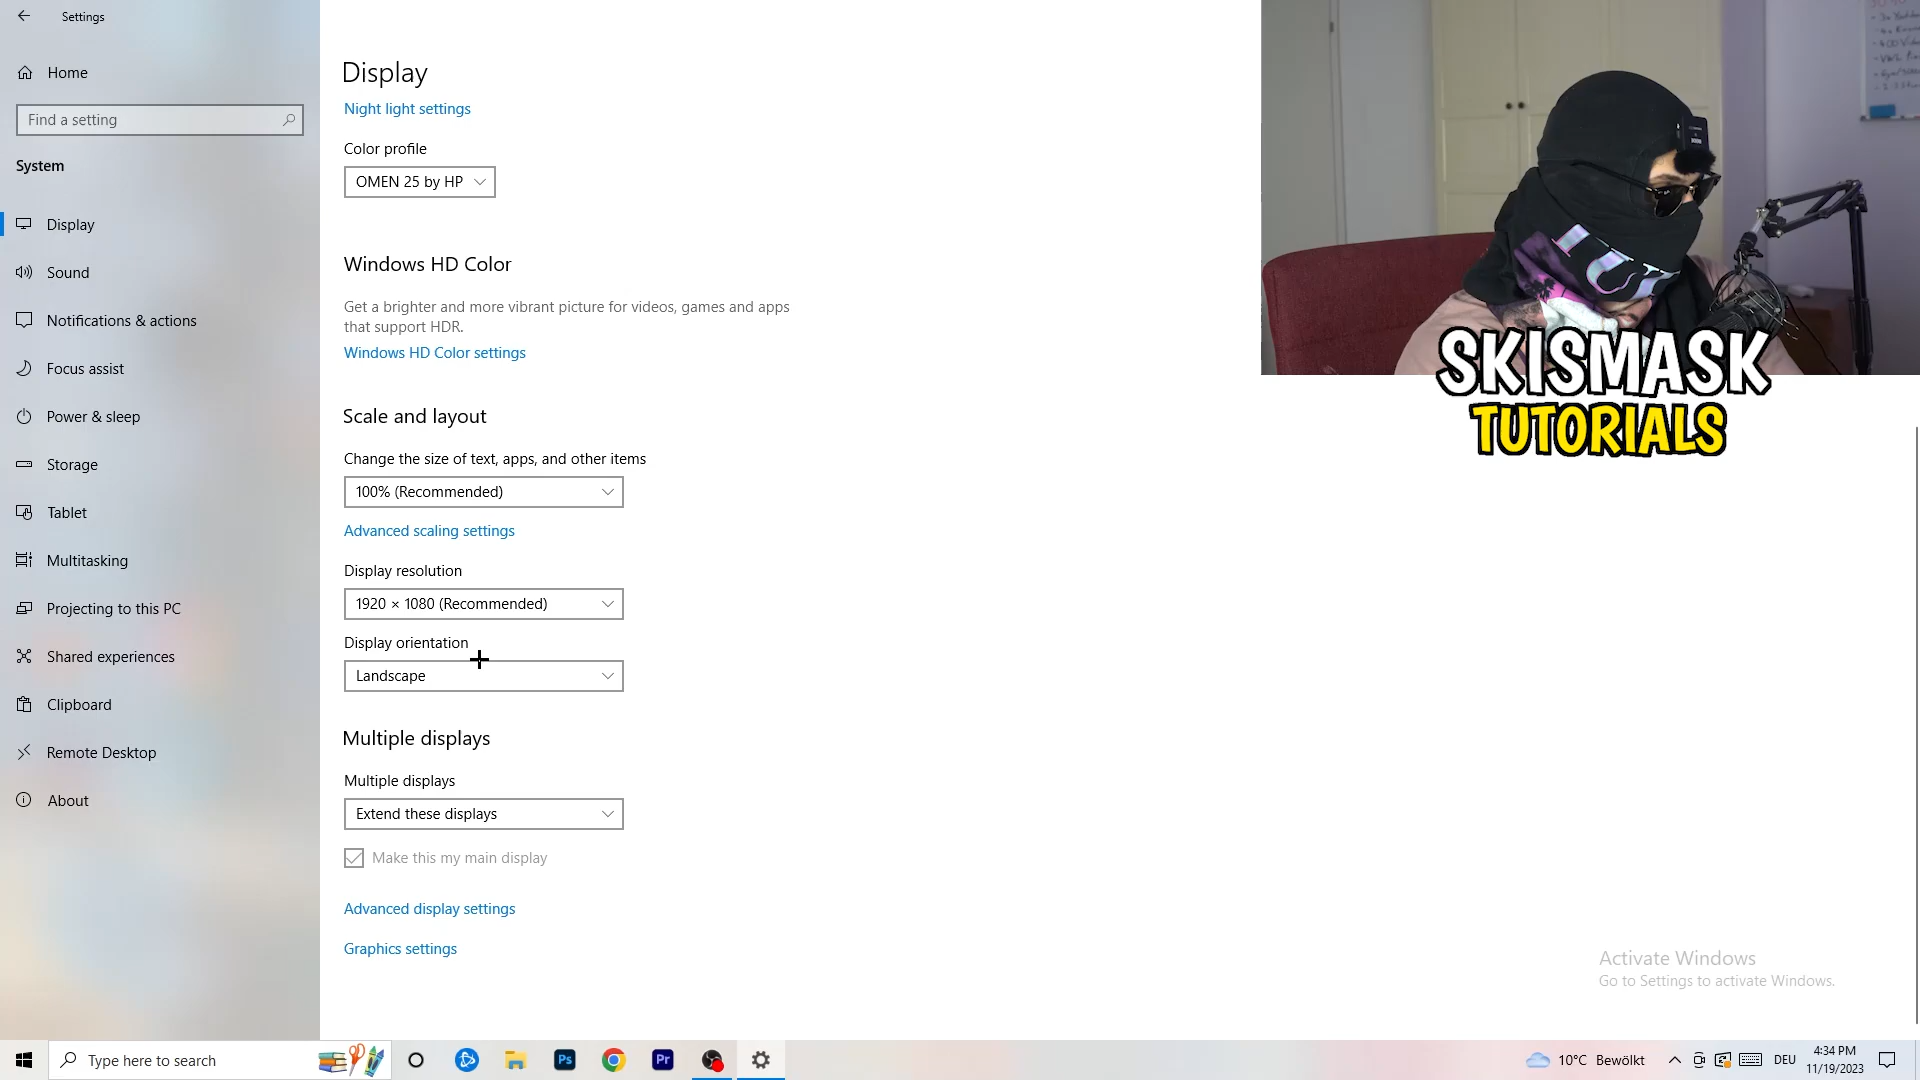 Settings
Home
Find a setting
System
Display
Sound
Notifications & actions
Focus assist
Power & sleep
Storage
Tablet
Multitasking
Projecting to this PC
Shared experiences
Clipboard
Remote Desktop
About
Display
Night light settings
Color profile
OMEN 25 by HP
Windows HD Color
Get a brighter and more vibrant picture for videos, games and apps
that support HDR.
Windows HD Color settings
Scale and layout
Change the size of text, apps, and other items
100% (Recommended)
Advanced scaling settings
Display resolution
1920 × 1080 (Recommended)
Display orientation
Landscape
Multiple displays
Multiple displays
Extend these displays
Make this my main display
Advanced display settings
Graphics settings
SKISMASK
TUTORIALS
Activate Windows
Go to Settings to activate Windows.
Type here to search
Ps
Pr
10°C Bewölkt
DEU
4:34 PM
11/19/2023